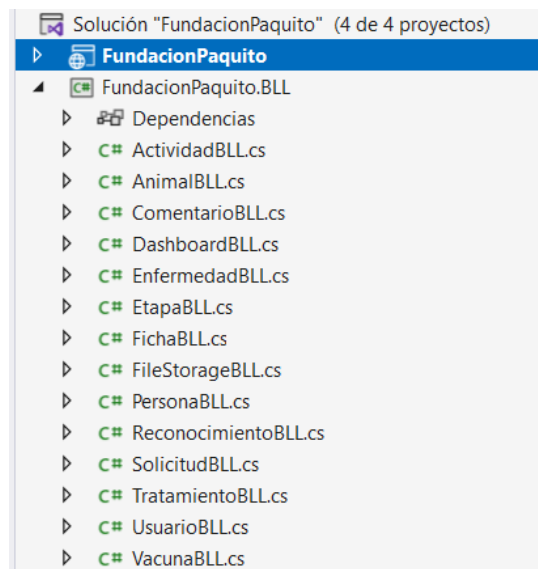 Solución "FundacionPaquito" (4 de 4 proyectos)
FundacionPaquito
C# FundacionPaquito.BLL
Dependencias
C# ActividadBLL.cs
C# AnimalBLL.cs
C# ComentarioBLL.cs
C# DashboardBLL.cs
C# EnfermedadBLL.cs
C# EtapaBLL.cs
C# FichaBLL.cs
C# FileStorageBLL.cs
C# PersonaBLL.cs
C# ReconocimientoBLL.cs
C# SolicitudBLL.cs
C# TratamientoBLL.cs
C# UsuarioBLL.cs
C# VacunaBLL.cs